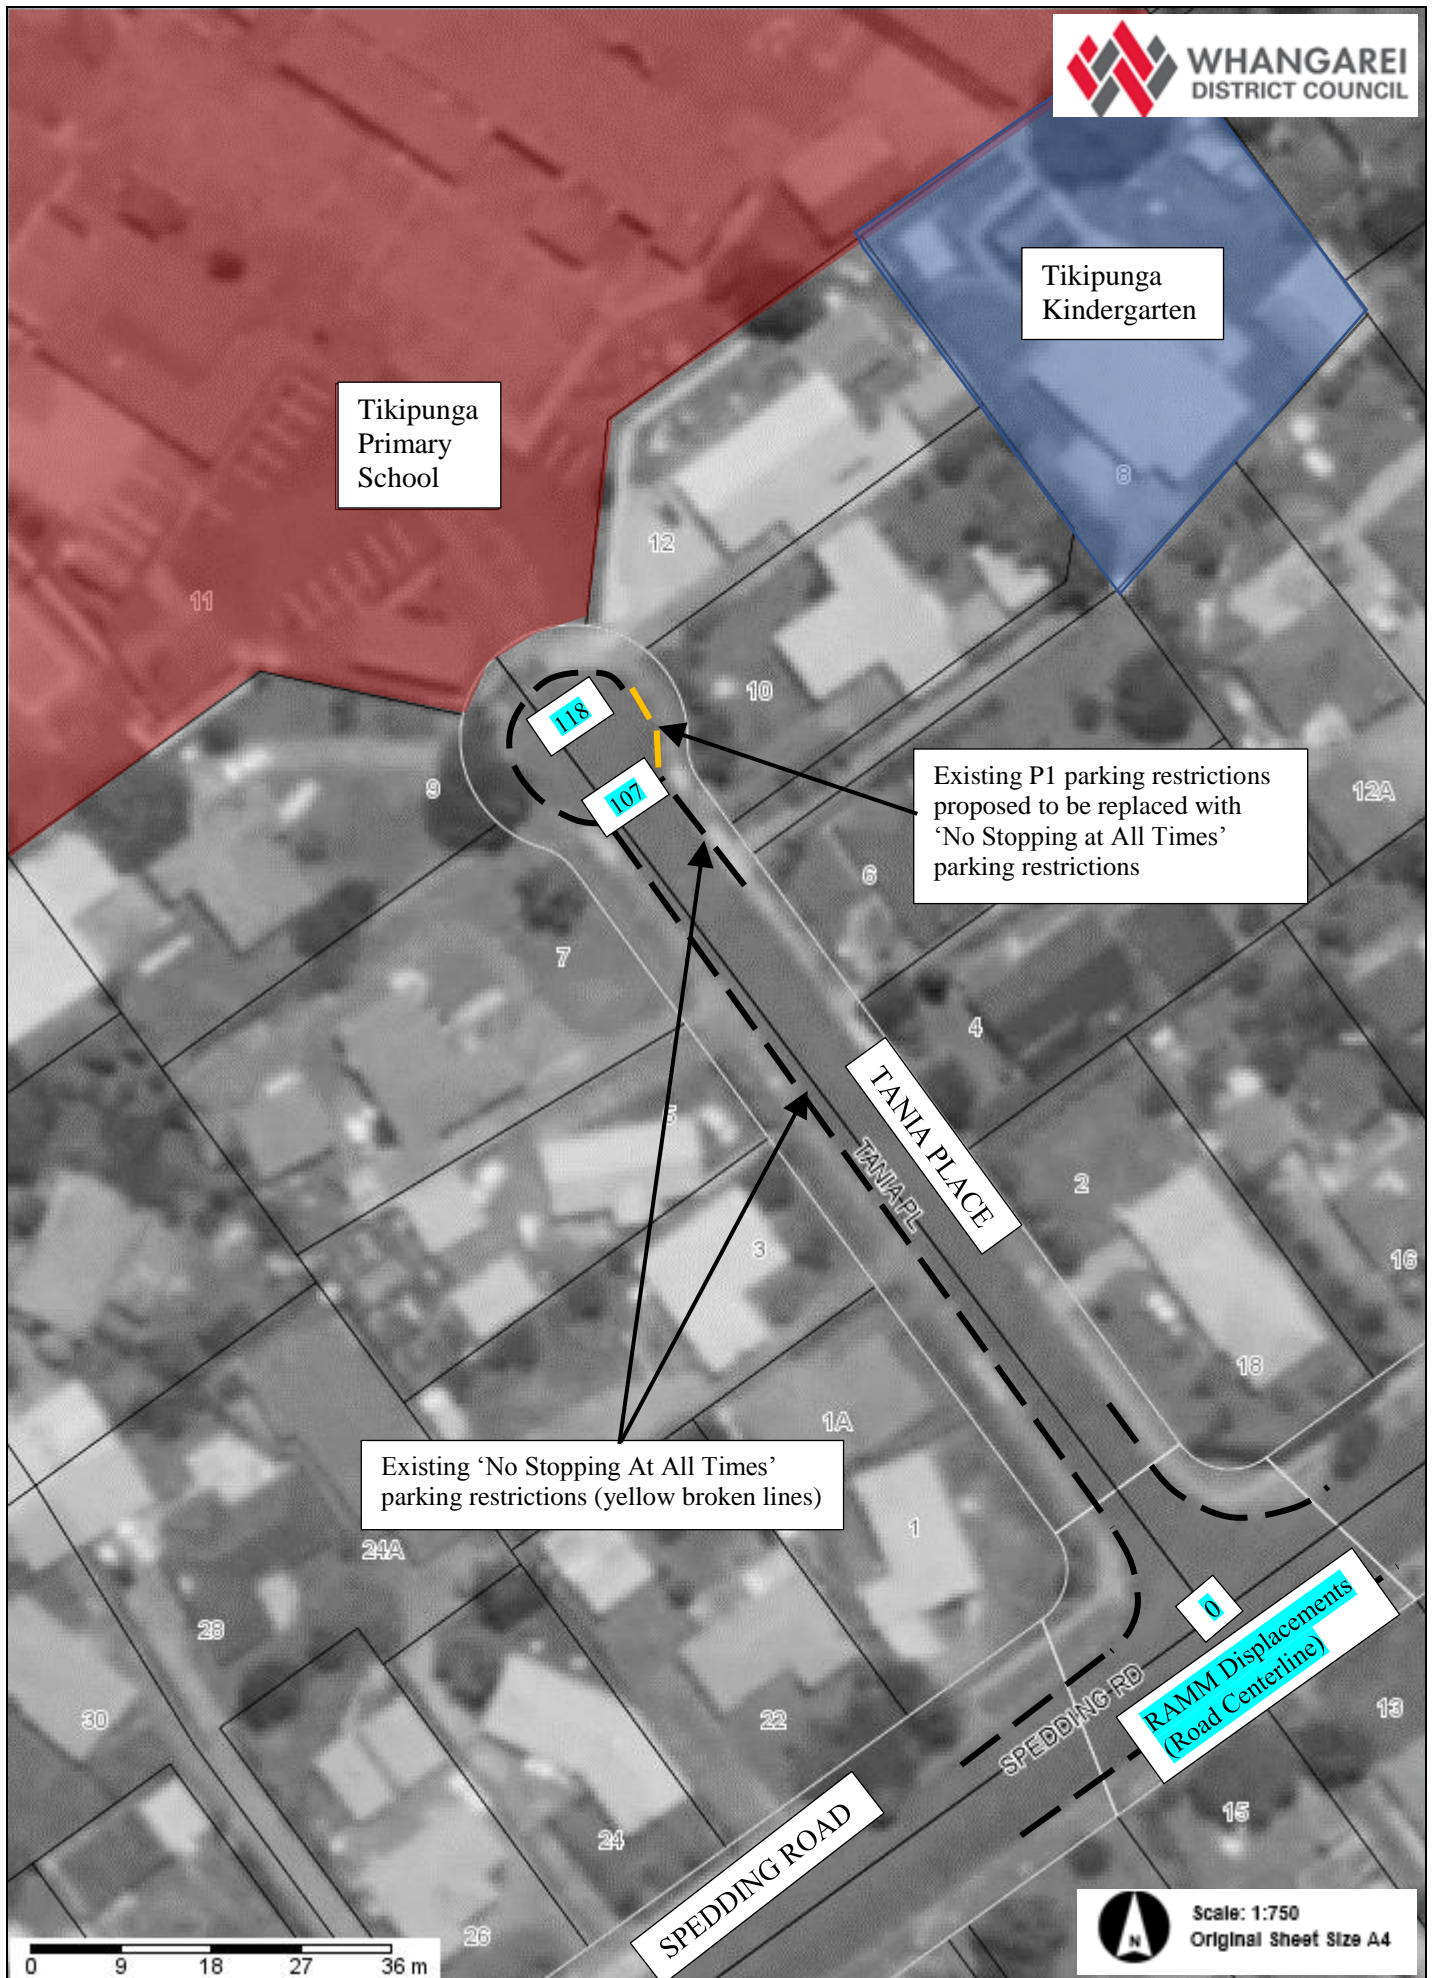 WHANGAREI
DISTRICT COUNCIL
Tikipunga
Kindergarten
Tikipunga
Primary
School
8
12
11
10
118
107
9
Existing P1 parking restrictions
proposed to be replaced with
‘No Stopping at All Times’
parking restrictions
12A
6
7
4
TANIA PLACE
TANIA PL
2
3
16
18
1A
Existing ‘No Stopping At All Times’
parking restrictions (yellow broken lines)
1
24A
28
0
RAMM Displacements
(Road Centerline)
SPEDDING RD
30
22
13
15
24
SPEDDING ROAD
26
Scale: 1:750
Original Sheet Size A4
N
0 9 18 27 36 m